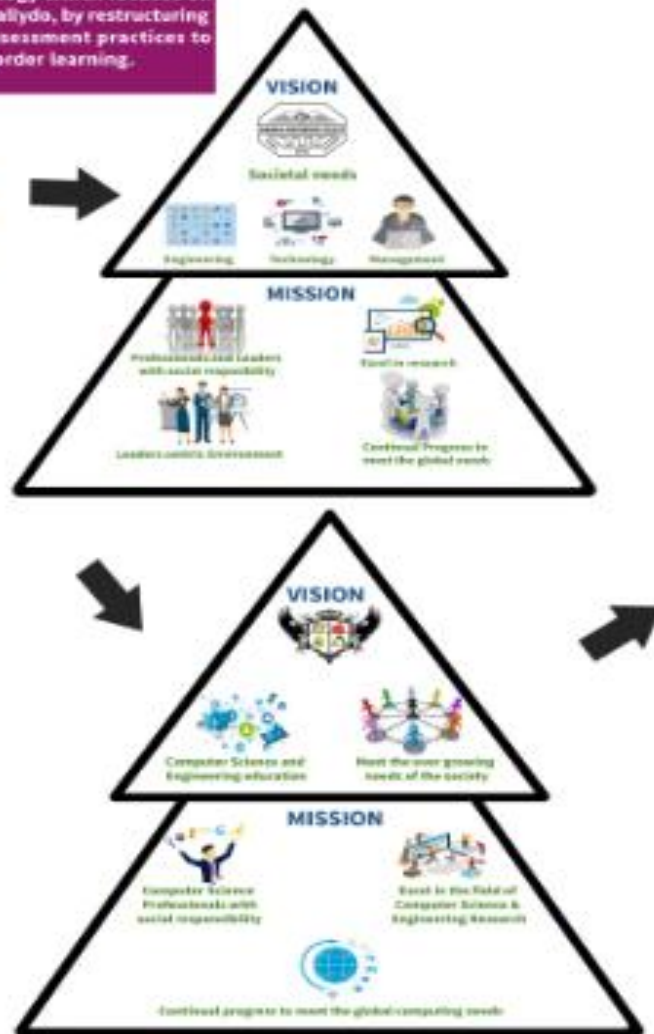 allydo, by restructuring
sessment practices to
order learning.
VISION
Societal needs
Engineering
Technology
Management
MISSION
Professionals and Leaders
with social responsibility
Excel in research
Leaders centric Environment
Continual Progress to
meet the global needs
VISION
Computer Science and
Engineering education
Meet the ever growing
needs of the society
MISSION
Computer Science
Professionals with
social responsibility
Excel in the field of
Computer Science &
Engineering Research
Continual progress to meet the global computing needs